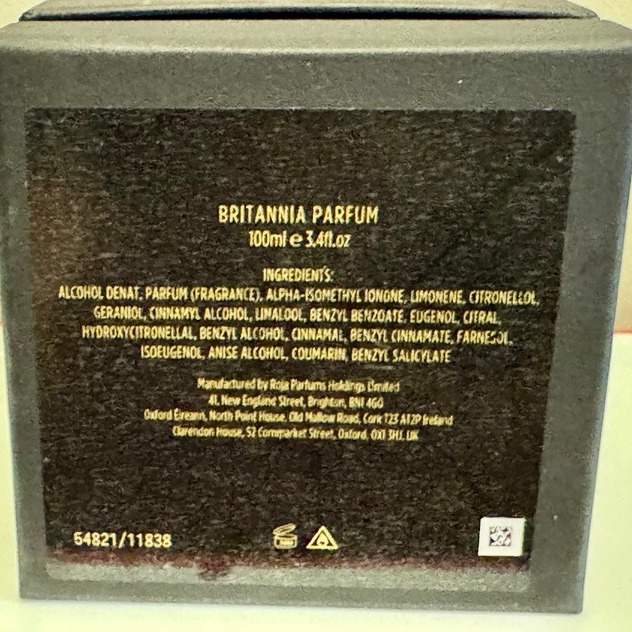 BRITANNIA PARFUM
100ml e 3.4fl.oz
INGREDIENTS:
ALCOHOL DENAT, PARFUM (FRAGRANCE), ALPHA-ISOMETHYL IONONE, LIMONENE, CITRONELLOL,
GERANIOL, CINNAMYL ALCOHOL, LINALOOL, BENZYL BENZOATE, EUGENOL, CITRAL,
HYDROXYCITRONELLAL, BENZYL ALCOHOL, CINNAMAL, BENZYL CINNAMATE, FARNESOL,
ISOEUGENOL, ANISE ALCOHOL, COUMARIN, BENZYL SALICYLATE
Manufactured by Roja Parfums Holdings Limited
41, New England Street, Brighton, BN1 4GQ
Oxford Eireann, North Point House, Old Mallow Road, Cork T23 AT2P Ireland
Clarendon House, 52 Cornmarket Street, Oxford, OX1 3HJ, UK
54821/11838